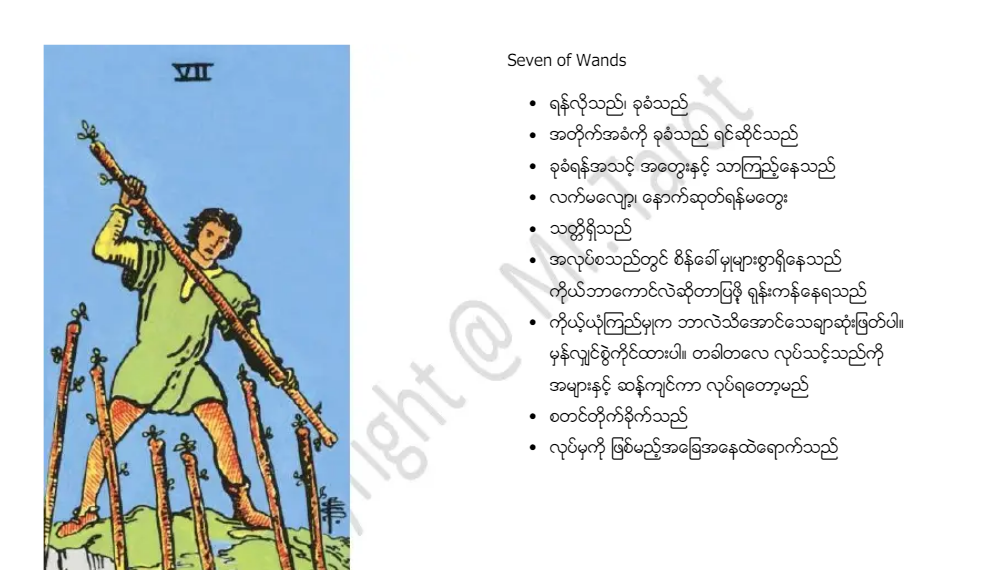 VII
Seven of Wands
• ရန်လိုသည်၊ ခုခံသည်
• အတိုက်အခံကို ခုခံသည် ရင်ဆိုင်သည်
• ခုခံရန်အသင့် အတွေးနှင့် သာကြည့်နေသည်
• လက်မလျော့၊ နောက်ဆုတ်ရန်မတွေး
• သတ္တိရှိသည်
• အလုပ်စသည်တွင် စိန်ခေါ်မှုများစွာရှိနေသည်
ကိုယ်ဘာကောင်လဲဆိုတာပြဖို့ ရုန်းကန်နေရသည်
• ကိုယ့်ယုံကြည်မှုက ဘာလဲသိအောင်သေချာဆုံးဖြတ်ပါ။
မှန်လျှင်စွဲကိုင်ထားပါ။ တခါတလေ လုပ်သင့်သည်ကို
အများနှင့် ဆန့်ကျင်ကာ လုပ်ရတော့မည်
• စတင်တိုက်ခိုက်သည်
• လုပ်မှကို ဖြစ်မည့်အခြေအနေထဲရောက်သည်
right @ Mr. Tarot